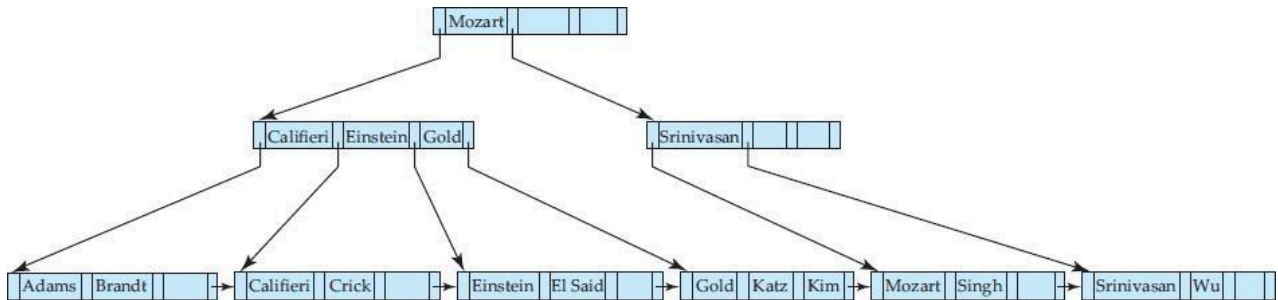 Mozart
Califieri Einstein Gold Srinivasan
Adams Brandt Califieri Crick Einstein El Said Gold Katz Kim Mozart Singh Srinivasan Wu